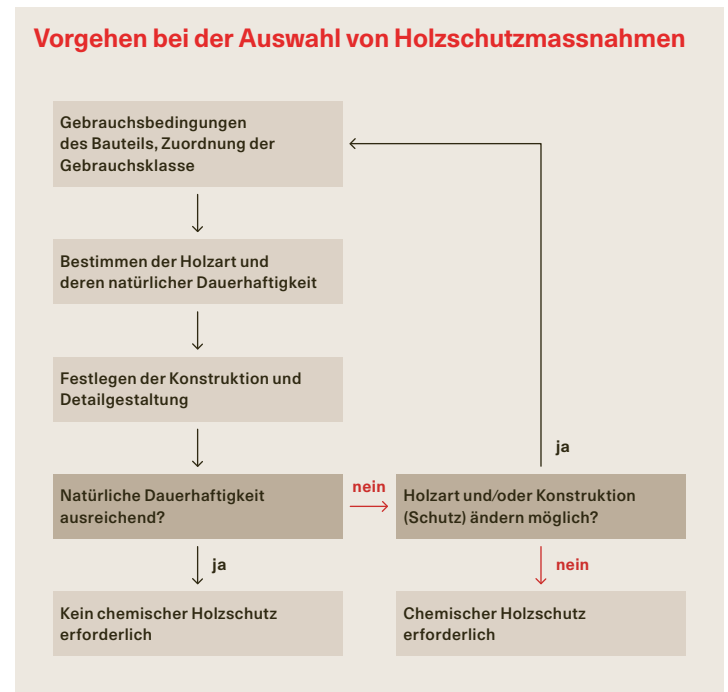 Vorgehen bei der Auswahl von Holzschutzmassnahmen
Gebrauchsbedingungen
des Bauteils, Zuordnung der
Gebrauchsklasse
Bestimmen der Holzart und
deren natürlicher Dauerhaftigkeit
Festlegen der Konstruktion und
Detailgestaltung
Natürliche Dauerhaftigkeit
ausreichend?
nein
Holzart und/oder Konstruktion
(Schutz) ändern möglich?
ja
ja
nein
Kein chemischer Holzschutz
erforderlich
Chemischer Holzschutz
erforderlich